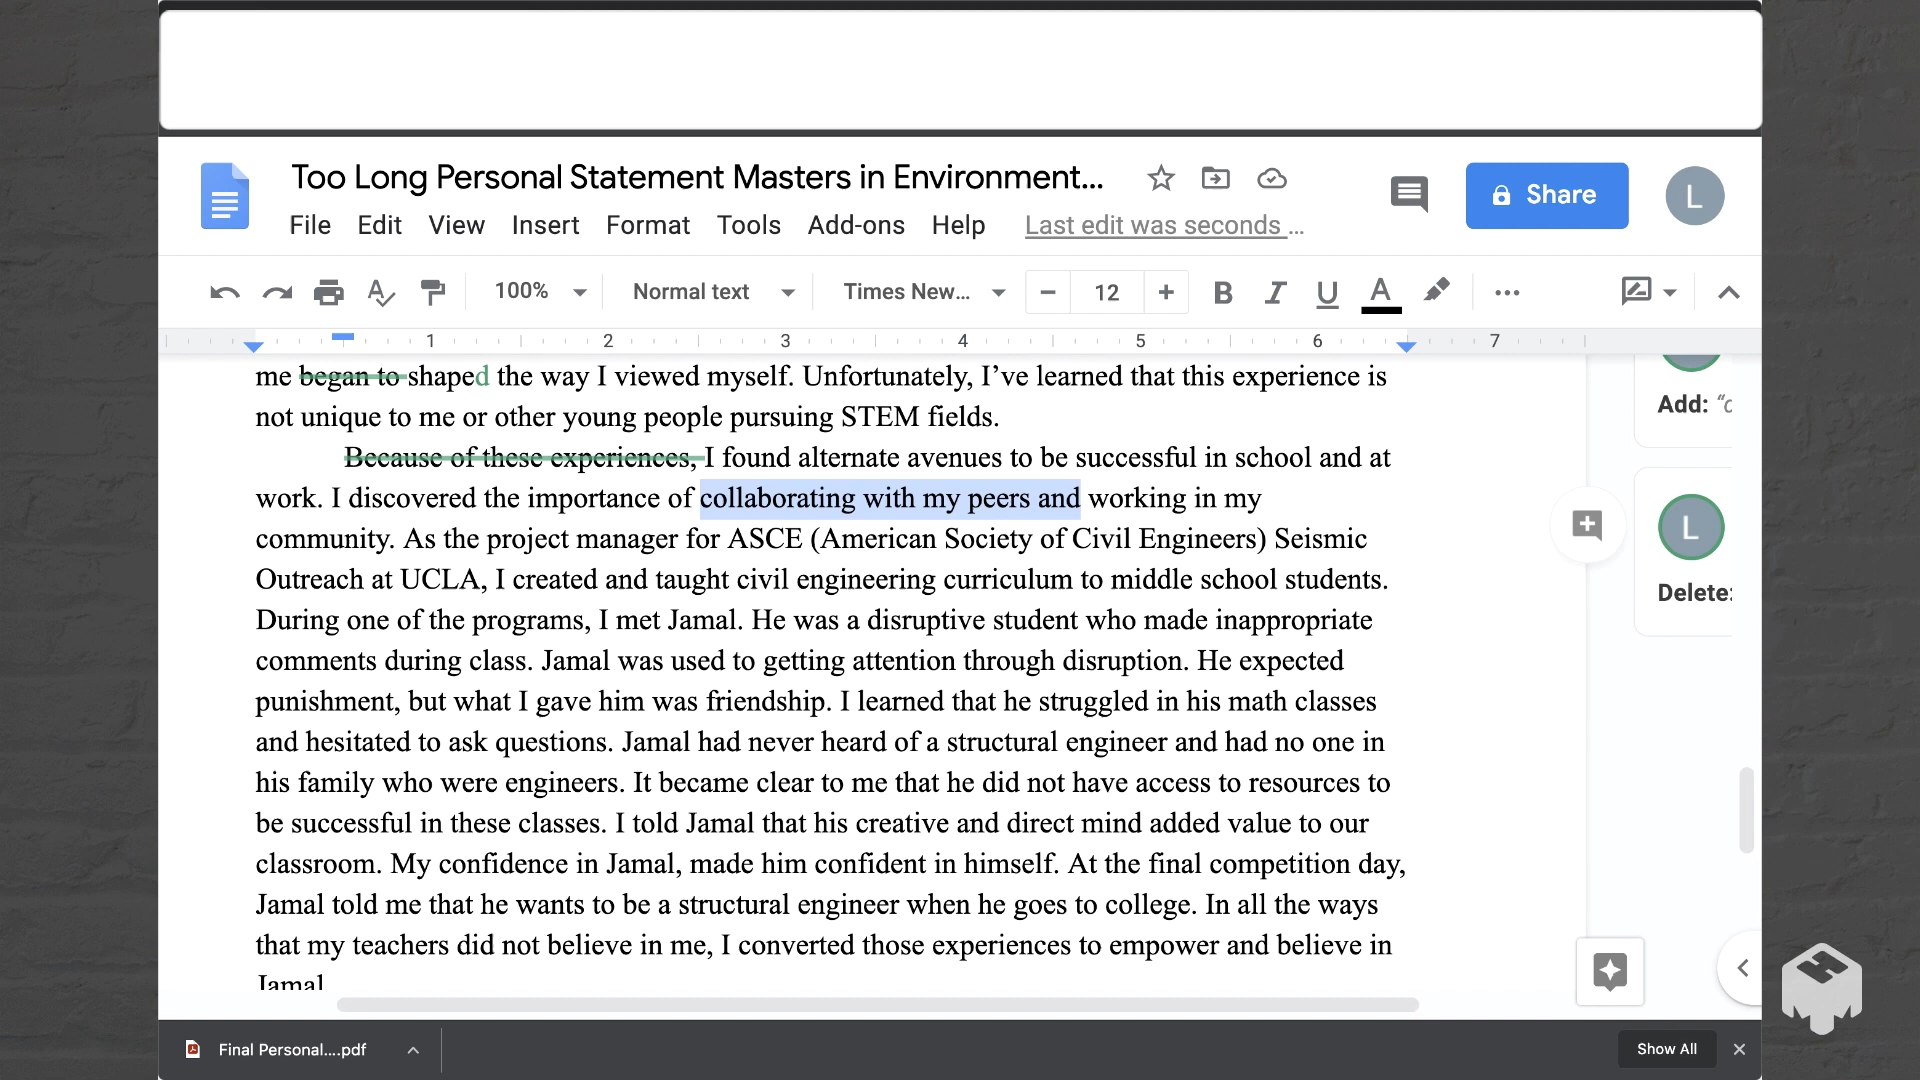 Too Long Personal Statement Masters in Environment...
Share
L
File Edit View Insert Format Tools Add-ons Help Last edit was seconds ...
100% Normal text Times New... 12 B I U A
1 2 3 4 5 6 7
me began to shaped the way I viewed myself. Unfortunately, I’ve learned that this experience is
not unique to me or other young people pursuing STEM fields.
Because of these experiences, I found alternate avenues to be successful in school and at
work. I discovered the importance of collaborating with my peers and working in my
community. As the project manager for ASCE (American Society of Civil Engineers) Seismic
Outreach at UCLA, I created and taught civil engineering curriculum to middle school students.
During one of the programs, I met Jamal. He was a disruptive student who made inappropriate
comments during class. Jamal was used to getting attention through disruption. He expected
punishment, but what I gave him was friendship. I learned that he struggled in his math classes
and hesitated to ask questions. Jamal had never heard of a structural engineer and had no one in
his family who were engineers. It became clear to me that he did not have access to resources to
be successful in these classes. I told Jamal that his creative and direct mind added value to our
classroom. My confidence in Jamal, made him confident in himself. At the final competition day,
Jamal told me that he wants to be a structural engineer when he goes to college. In all the ways
that my teachers did not believe in me, I converted those experiences to empower and believe in
Jamal
Add:
L
Delete:
Final Personal....pdf
Show All